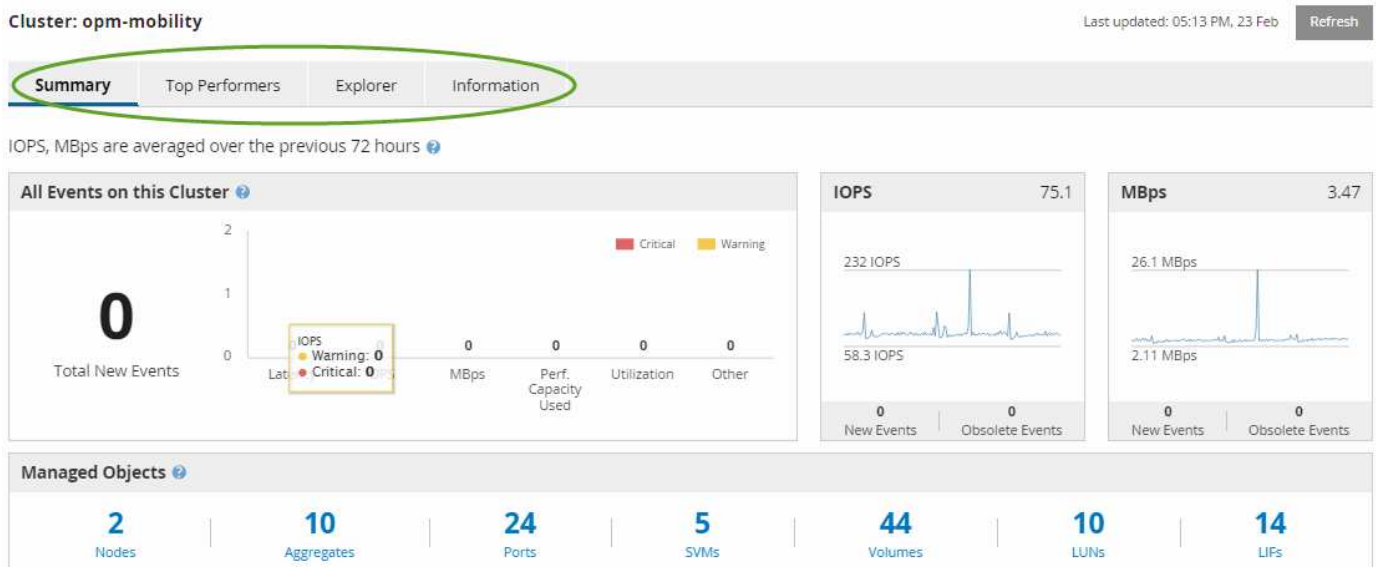 Cluster: opm-mobility
Last updated: 05:13 PM, 23 Feb
Refresh
Summary
Top Performers
Explorer
Information
IOPS, MBps are averaged over the previous 72 hours
All Events on this Cluster
0
Total New Events
2
1
0
Critical
Warning
IOPS
Warning: 0
Critical: 0
0
0
0
0
MBps
Perf.
Capacity
Used
Utilization
Other
IOPS 75.1
232 IOPS
58.3 IOPS
0
New Events
0
Obsolete Events
MBps 3.47
26.1 MBps
2.11 MBps
0
New Events
0
Obsolete Events
Managed Objects
2
Nodes
10
Aggregates
24
Ports
5
SVMs
44
Volumes
10
LUNs
14
LIFs